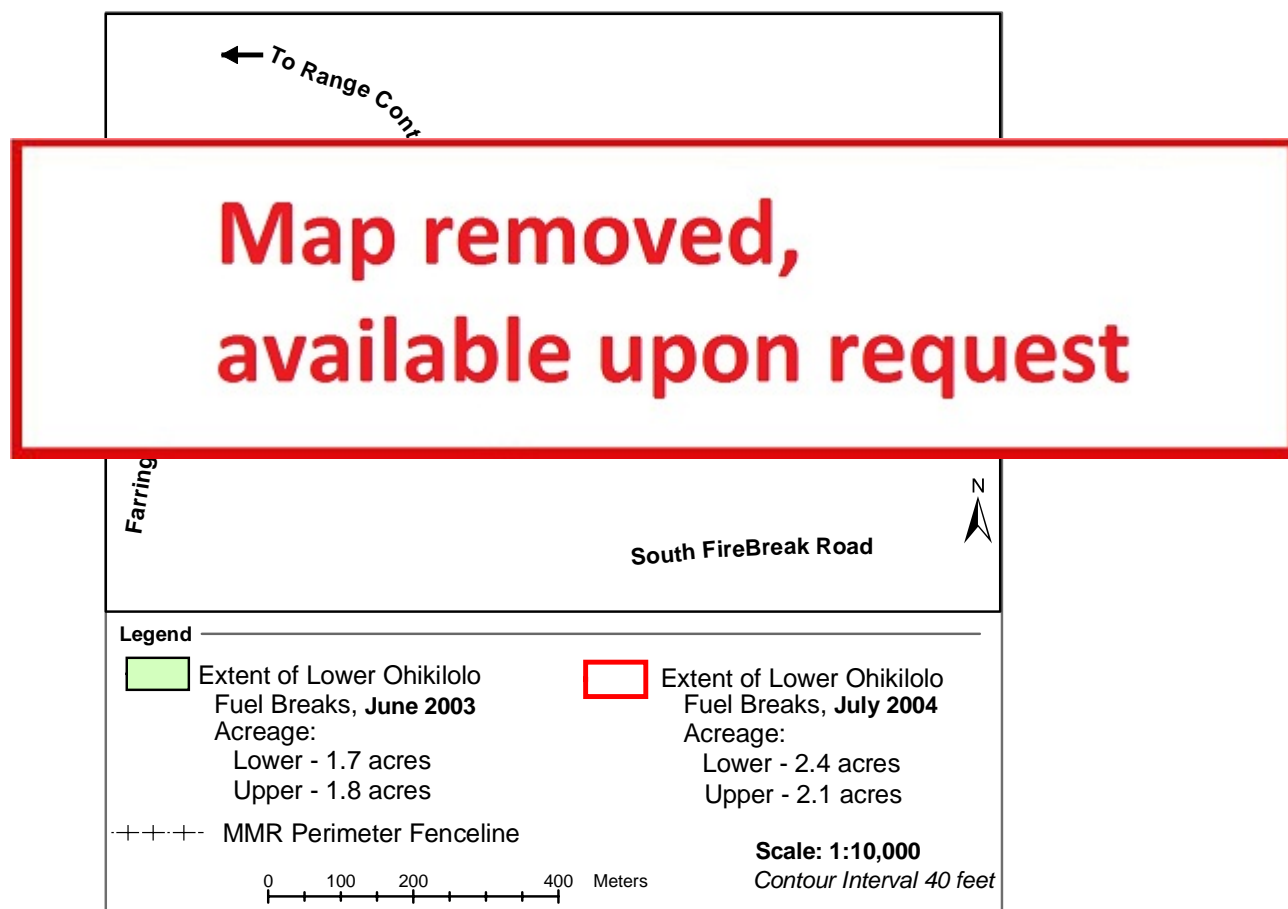 To Range Cont
Map removed,
available upon request
Farring
N
South FireBreak Road
Legend
Extent of Lower Ohikilolo
Fuel Breaks, June 2003
Acreage:
Lower - 1.7 acres
Upper - 1.8 acres
Extent of Lower Ohikilolo
Fuel Breaks, July 2004
Acreage:
Lower - 2.4 acres
Upper - 2.1 acres
MMR Perimeter Fenceline
Scale: 1:10,000
Contour Interval 40 feet
0 100 200 400 Meters